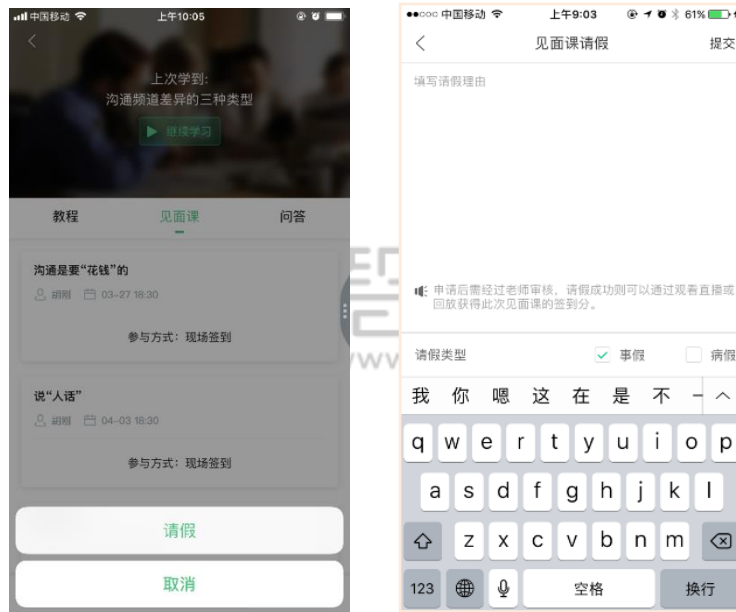 中国移动
上午10:05
上次学到:
沟通频道差异的三种类型
继续学习
教程
见面课
问答
沟通是要“花钱”的
胡刚 03-27 18:30
参与方式：现场签到
说“人话”
胡刚 04-03 18:30
参与方式：现场签到
请假
取消
中国移动
上午9:03
61%
见面课请假
提交
填写请假理由
申请后需经过老师审核，请假成功则可以通过观看直播或
回放获得此次见面课的签到分。
请假类型
事假
病假
我 你 嗯 这 在 是 不 一
q w e r t y u i o p
a s d f g h j k l
z x c v b n m
123
空格
换行